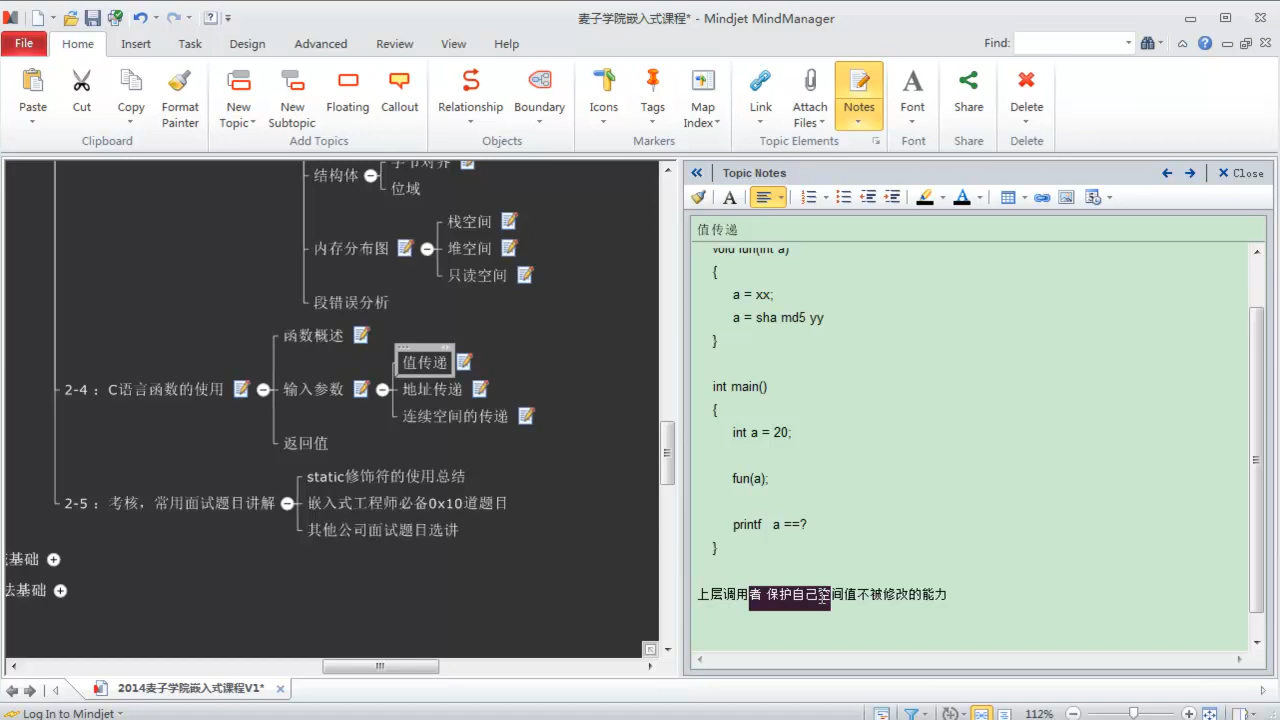 麦子学院嵌入式课程* - Mindjet MindManager
File Home Insert Task Design Advanced Review View Help Find:
Paste Cut Copy Format Painter New Topic New Subtopic Floating Callout Relationship Boundary Icons Tags Map Index Link Attach Files Notes Font Share Delete
Clipboard Add Topics Objects Markers Topic Elements Font Share Delete
字节对齐
结构体
位域
栈空间
内存分布图
堆空间
只读空间
段错误分析
函数概述
值传递
2-4 ：C语言函数的使用
输入参数
地址传递
连续空间的传递
返回值
static修饰符的使用总结
2-5 ：考核，常用面试题目讲解
嵌入式工程师必备0x10道题目
其他公司面试题目选讲
基础
法基础
Topic Notes
Close
值传递
void fun(int a)
{
a = xx;
a = sha md5 yy
}
int main()
{
int a = 20;
fun(a);
printf a ==?
}
上层调用者 保护自己空间值不被修改的能力
2014麦子学院嵌入式课程V1*
Log In to Mindjet
112%